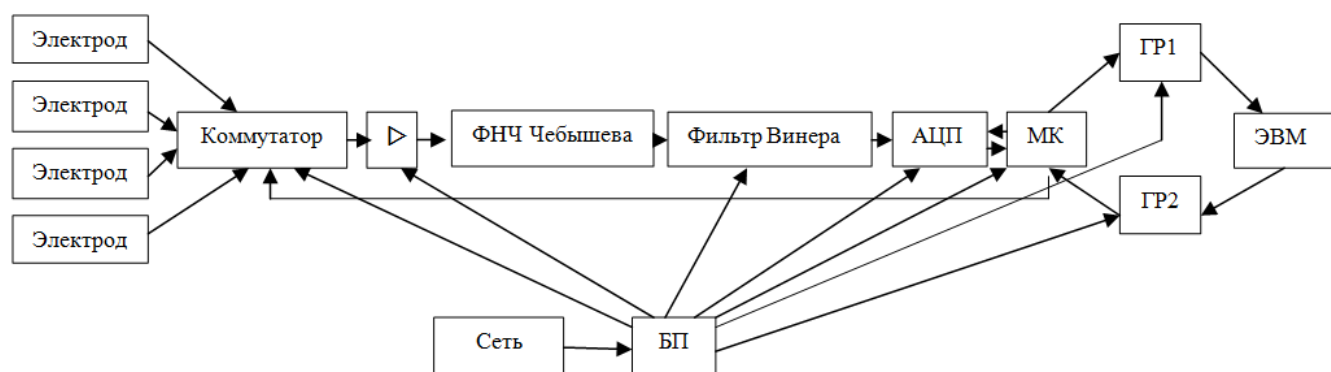 Электрод
Электрод
Электрод
Электрод
Коммутатор
ФНЧ Чебышева
Фильтр Винера
АЦП
МК
ГР1
ГР2
ЭВМ
Сеть
БП